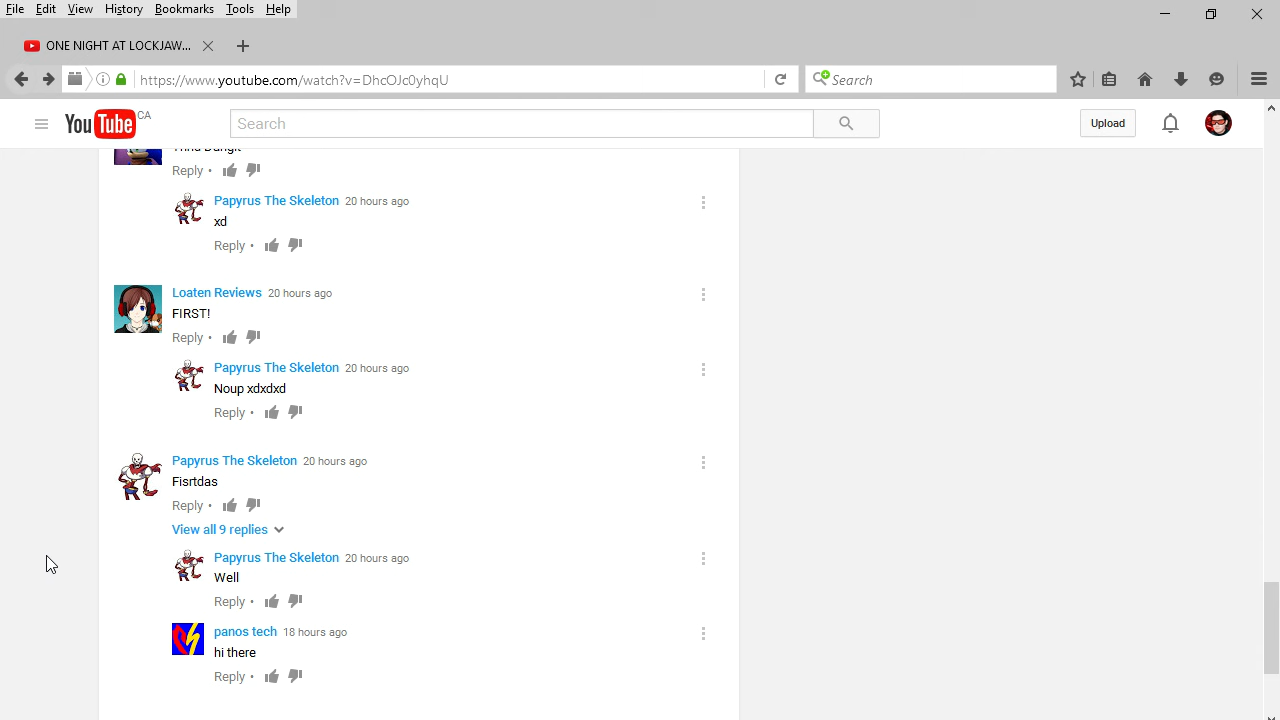 File Edit View History Bookmarks Tools Help
ONE NIGHT AT LOCKJAW...
https://www.youtube.com/watch?v=DhcOJc0yhqU
Search
YouTube CA
Search
Upload
Reply •
Papyrus The Skeleton 20 hours ago
xd
Reply •
Loaten Reviews 20 hours ago
FIRST!
Reply •
Papyrus The Skeleton 20 hours ago
Noup xdxdxd
Reply •
Papyrus The Skeleton 20 hours ago
Fisrtdas
Reply •
View all 9 replies
Papyrus The Skeleton 20 hours ago
Well
Reply •
panos tech 18 hours ago
hi there
Reply •